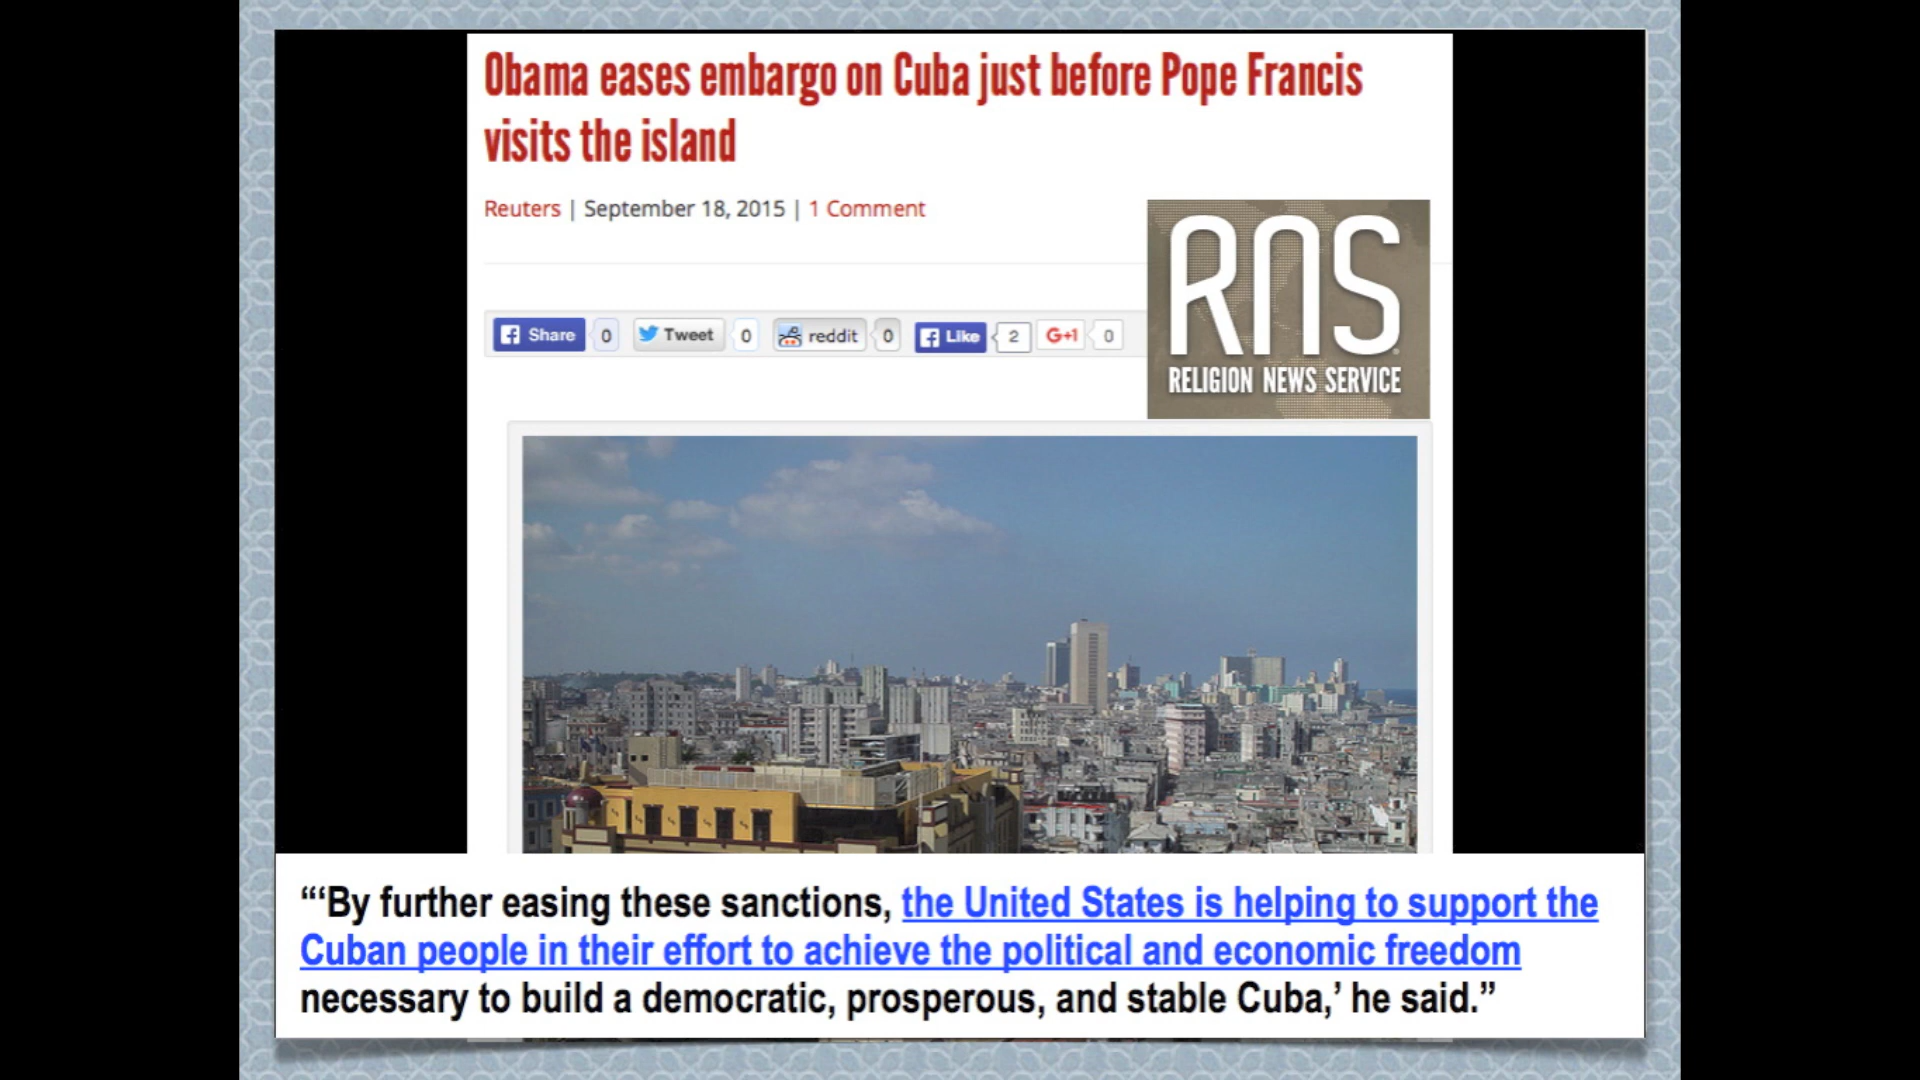 Obama eases embargo on Cuba just before Pope Francis
visits the island
Reuters | September 18, 2015 | 1 Comment
RNS
RELIGION NEWS SERVICE
Share 0 Tweet 0 reddit 0 Like 2 G+1 0
“‘By further easing these sanctions, the United States is helping to support the
Cuban people in their effort to achieve the political and economic freedom
necessary to build a democratic, prosperous, and stable Cuba,’ he said.”